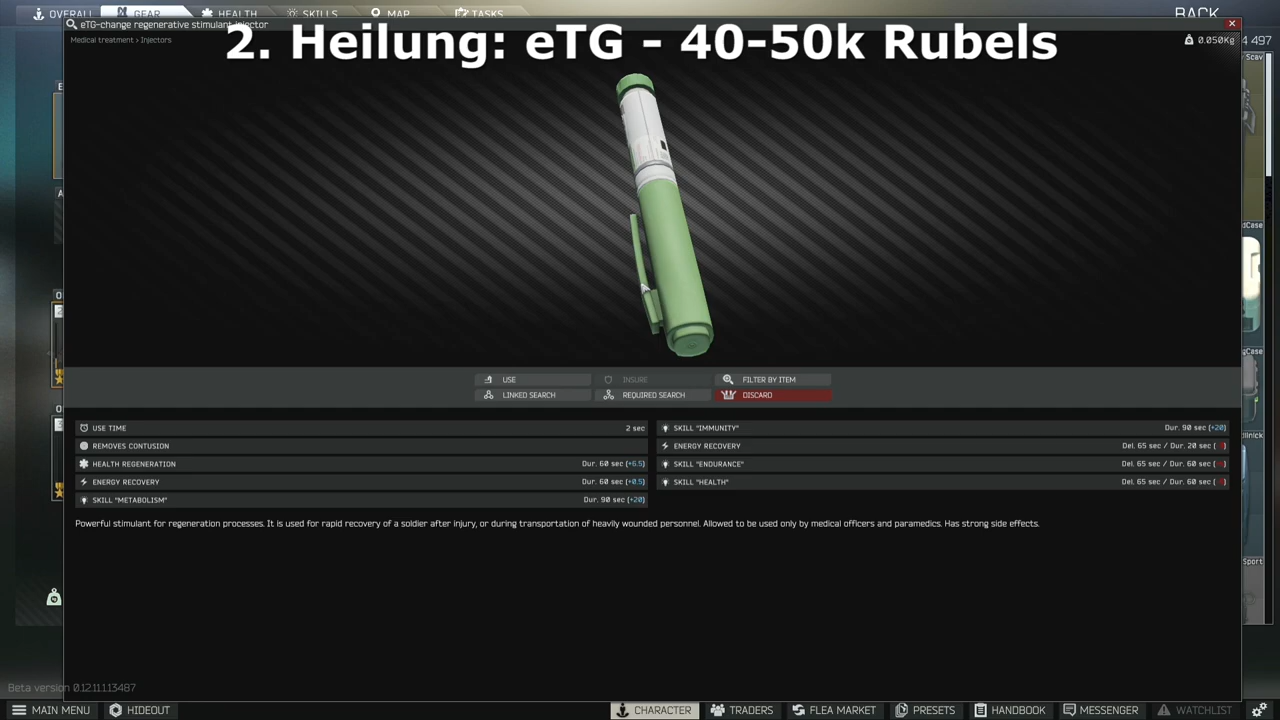 OVERALL
GEAR
HEALTH
SKILLS
MAP
TASKS
BACK
eTG-change regenerative stimulant injector
Medical treatment > Injectors
0.050Kg
2. Heilung: eTG - 40-50k Rubels
USE
INSURE
FILTER BY ITEM
LINKED SEARCH
REQUIRED SEARCH
DISCARD
USE TIME 2 sec
REMOVES CONTUSION
HEALTH REGENERATION Dur. 60 sec (+6.5)
ENERGY RECOVERY Dur. 60 sec (+0.5)
SKILL "METABOLISM" Dur. 90 sec (+20)
SKILL "IMMUNITY" Dur. 90 sec (+20)
ENERGY RECOVERY Del. 65 sec / Dur. 20 sec
SKILL "ENDURANCE" Del. 65 sec / Dur. 60 sec
SKILL "HEALTH" Del. 65 sec / Dur. 60 sec
Powerful stimulant for regeneration processes. It is used for rapid recovery of a soldier after injury, or during transportation of heavily wounded personnel. Allowed to be used only by medical officers and paramedics. Has strong side effects.
4 497
Scav
Sport
Beta version 0.12.11.1.13487
MAIN MENU
HIDEOUT
CHARACTER
TRADERS
FLEA MARKET
PRESETS
HANDBOOK
MESSENGER
WATCHLIST